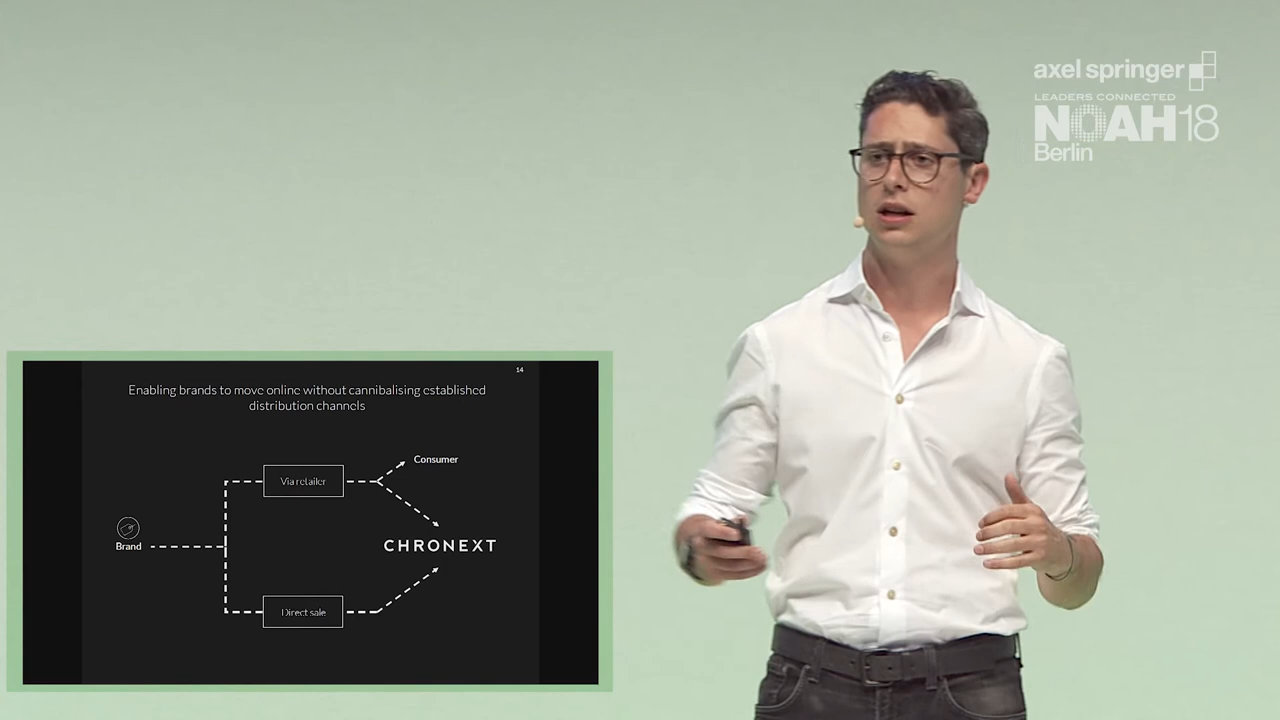 axel springer
LEADERS CONNECTED
NOAH18
Berlin
14
Enabling brands to move online without cannibalising established
distribution channels
Consumer
Via retailer
Brand
CHRONEXT
Direct sale